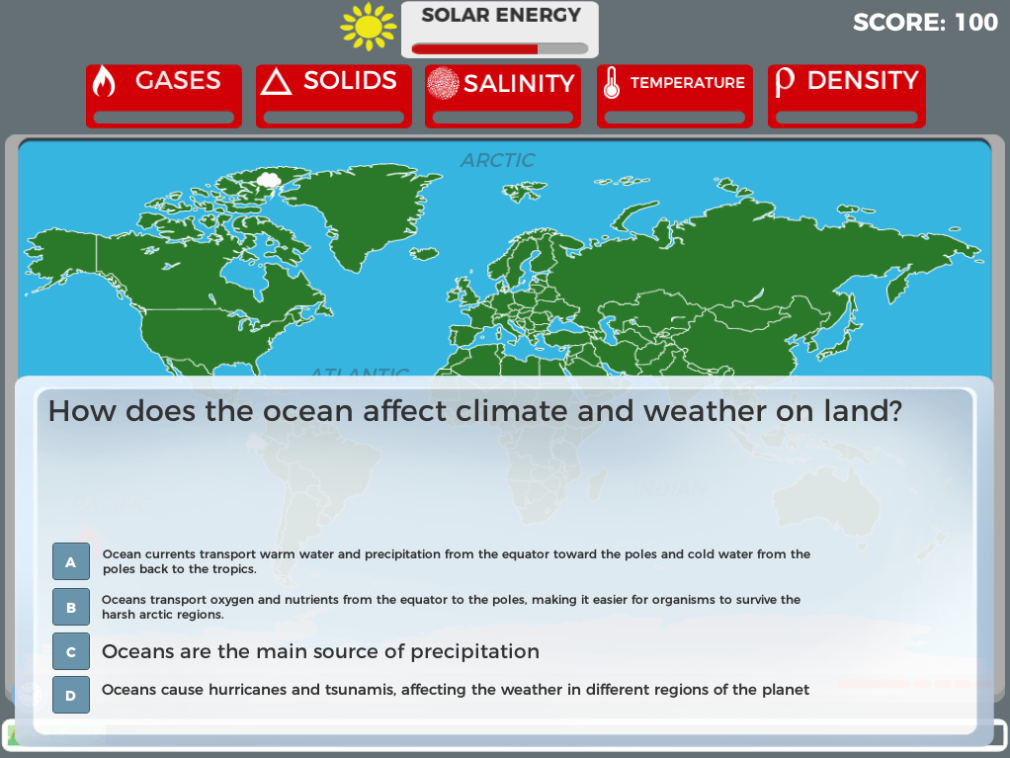 SOLAR ENERGY
SCORE: 100
GASES
SOLIDS
SALINITY
TEMPERATURE
ρ DENSITY
ARCTIC
ATLANTIC
How does the ocean affect climate and weather on land?
INDIAN
A Ocean currents transport warm water and precipitation from the equator toward the poles and cold water from the
poles back to the tropics.
B Oceans transport oxygen and nutrients from the equator to the poles, making it easier for organisms to survive the
harsh arctic regions.
C Oceans are the main source of precipitation
D Oceans cause hurricanes and tsunamis, affecting the weather in different regions of the planet